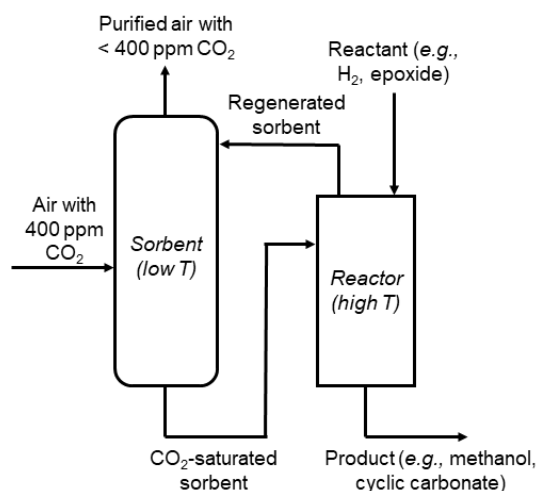 Purified air with
< 400 ppm CO₂
Reactant (e.g.,
H₂, epoxide)
Regenerated
sorbent
Air with
400 ppm
CO₂
Sorbent
(low T)
Reactor
(high T)
CO₂-saturated
sorbent
Product (e.g., methanol,
cyclic carbonate)